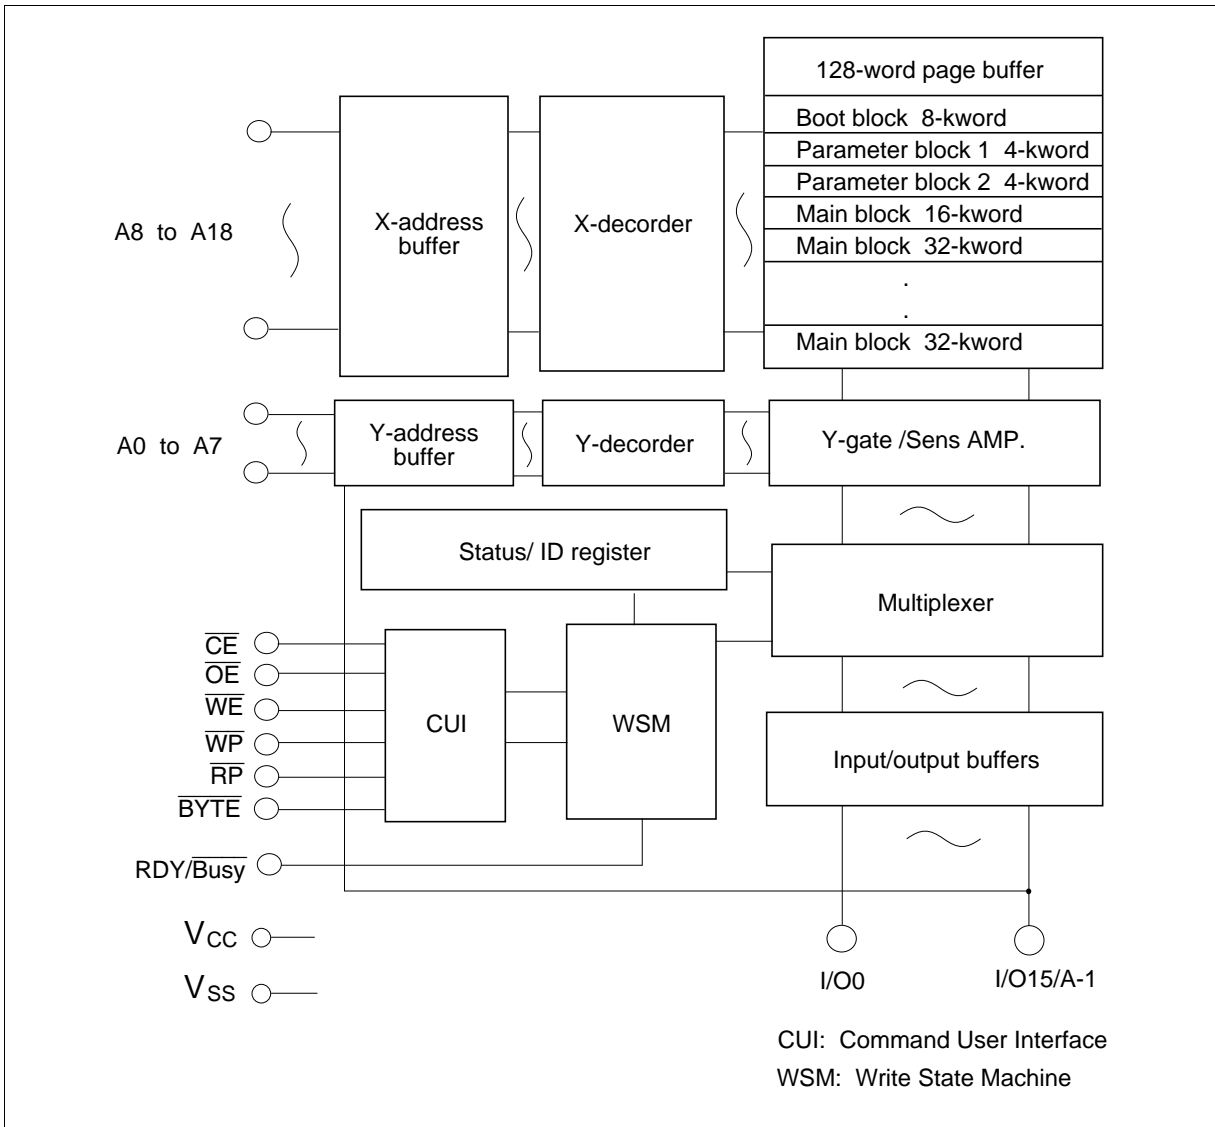 128-word page buffer
Boot block 8-kword
Parameter block 1 4-kword
Parameter block 2 4-kword
Main block 16-kword
Main block 32-kword
.
.
Main block 32-kword
A8 to A18
X-address
buffer
X-decorder
A0 to A7
Y-address
buffer
Y-decorder
Y-gate /Sens AMP.
Status/ ID register
Multiplexer
CE
OE
WE
WP
RP
BYTE
CUI
WSM
Input/output buffers
RDY/Busy
VCC
VSS
I/O0
I/O15/A-1
CUI: Command User Interface
WSM: Write State Machine